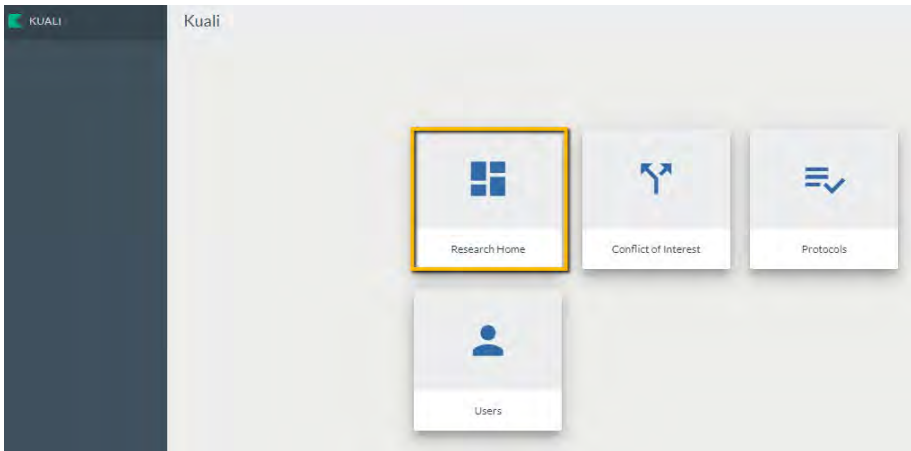 KUALI
Kuali
Research Home
Conflict of Interest
Protocols
Users